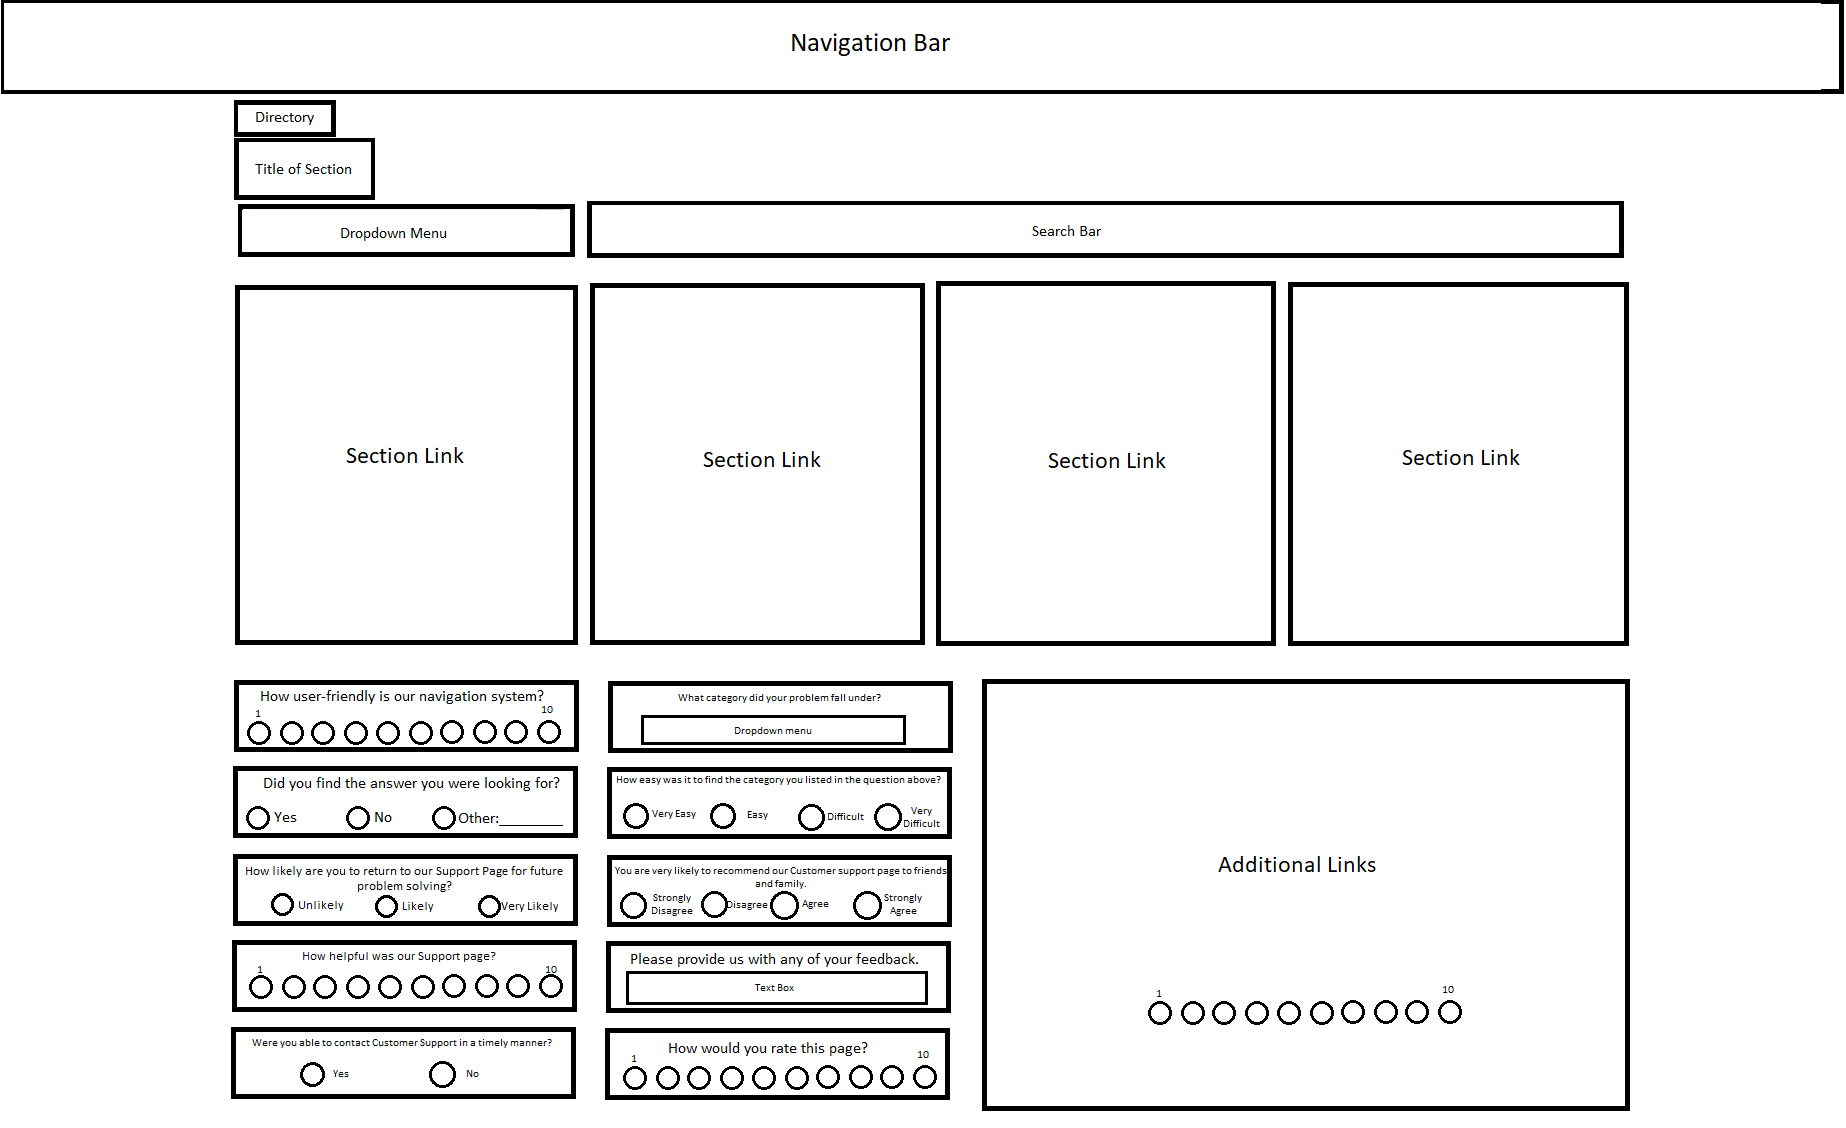 Navigation Bar
Directory
Title of Section
Dropdown Menu
Search Bar
Section Link
Section Link
Section Link
Section Link
How user-friendly is our navigation system?
1
10
Did you find the answer you were looking for?
Yes
No
Other:________
How likely are you to return to our Support Page for future
problem solving?
Unlikely
Likely
Very Likely
How helpful was our Support page?
1
10
Were you able to contact Customer Support in a timely manner?
Yes
No
What category did your problem fall under?
Dropdown menu
How easy was it to find the category you listed in the question above?
Very Easy
Easy
Difficult
Very
Difficult
You are very likely to recommend our Customer support page to friends
and family.
Strongly
Disagree
Disagree
Agree
Strongly
Agree
Please provide us with any of your feedback.
Text Box
How would you rate this page?
1
10
Additional Links
1
10